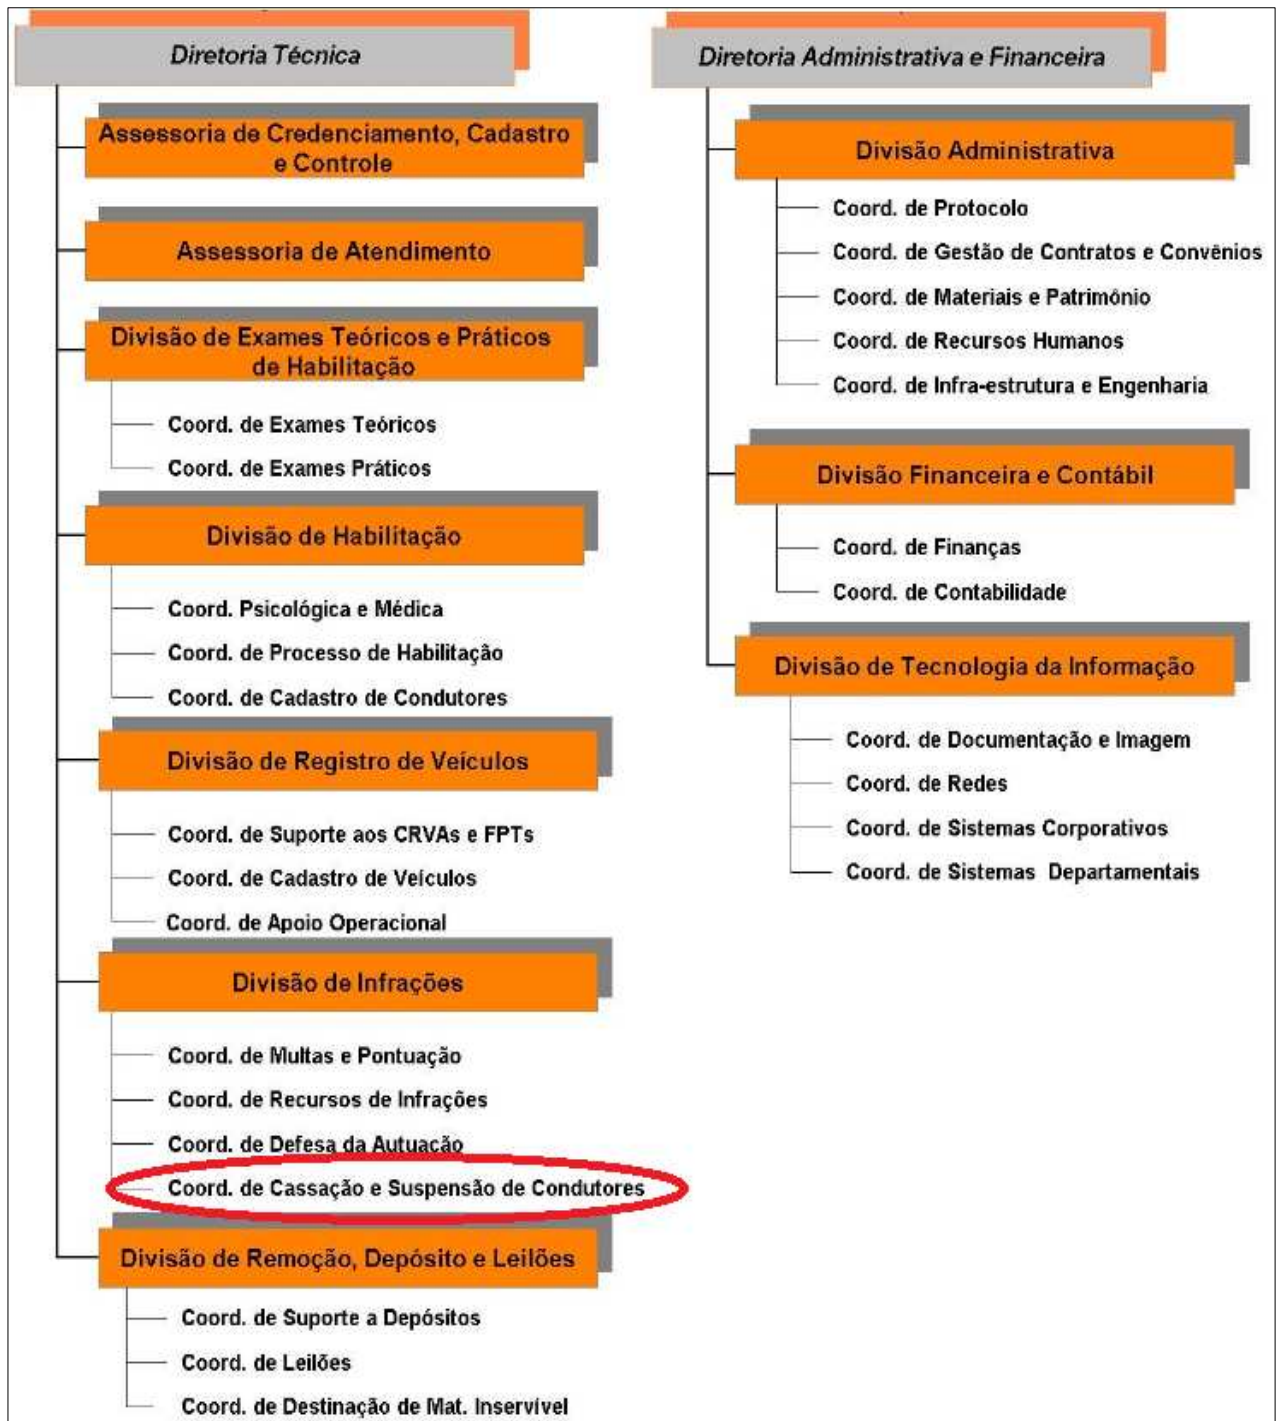 Diretoria Técnica
Assessoria de Credenciamento, Cadastro
e Controle
Assessoria de Atendimento
Divisão de Exames Teóricos e Práticos
de Habilitação
Coord. de Exames Teóricos
Coord. de Exames Práticos
Divisão de Habilitação
Coord. Psicológica e Médica
Coord. de Processo de Habilitação
Coord. de Cadastro de Condutores
Divisão de Registro de Veículos
Coord. de Suporte aos CRVAs e FPTs
Coord. de Cadastro de Veículos
Coord. de Apoio Operacional
Divisão de Infrações
Coord. de Multas e Pontuação
Coord. de Recursos de Infrações
Coord. de Defesa da Autuação
Coord. de Cassação e Suspensão de Condutores
Divisão de Remoção, Depósito e Leilões
Coord. de Suporte a Depósitos
Coord. de Leilões
Coord. de Destinação de Mat. Inservível
Diretoria Administrativa e Financeira
Divisão Administrativa
Coord. de Protocolo
Coord. de Gestão de Contratos e Convênios
Coord. de Materiais e Patrimônio
Coord. de Recursos Humanos
Coord. de Infra-estrutura e Engenharia
Divisão Financeira e Contábil
Coord. de Finanças
Coord. de Contabilidade
Divisão de Tecnologia da Informação
Coord. de Documentação e Imagem
Coord. de Redes
Coord. de Sistemas Corporativos
Coord. de Sistemas Departamentais